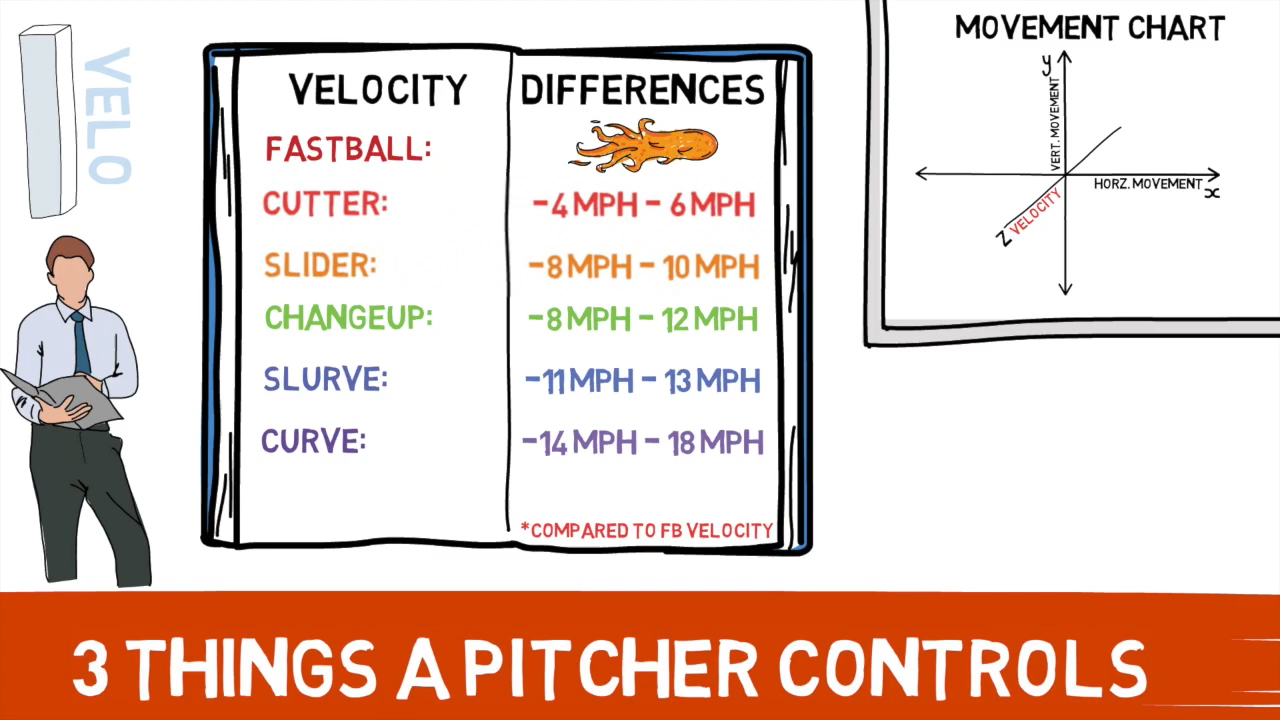 VELO
VELOCITY DIFFERENCES
FASTBALL:
CUTTER: -4 MPH - 6 MPH
SLIDER: -8 MPH - 10 MPH
CHANGEUP: -8 MPH - 12 MPH
SLURVE: -11 MPH - 13 MPH
CURVE: -14 MPH - 18 MPH
*COMPARED TO FB VELOCITY
MOVEMENT CHART
y
VERT. MOVEMENT
HORZ. MOVEMENT
x
Z VELOCITY
3 THINGS A PITCHER CONTROLS